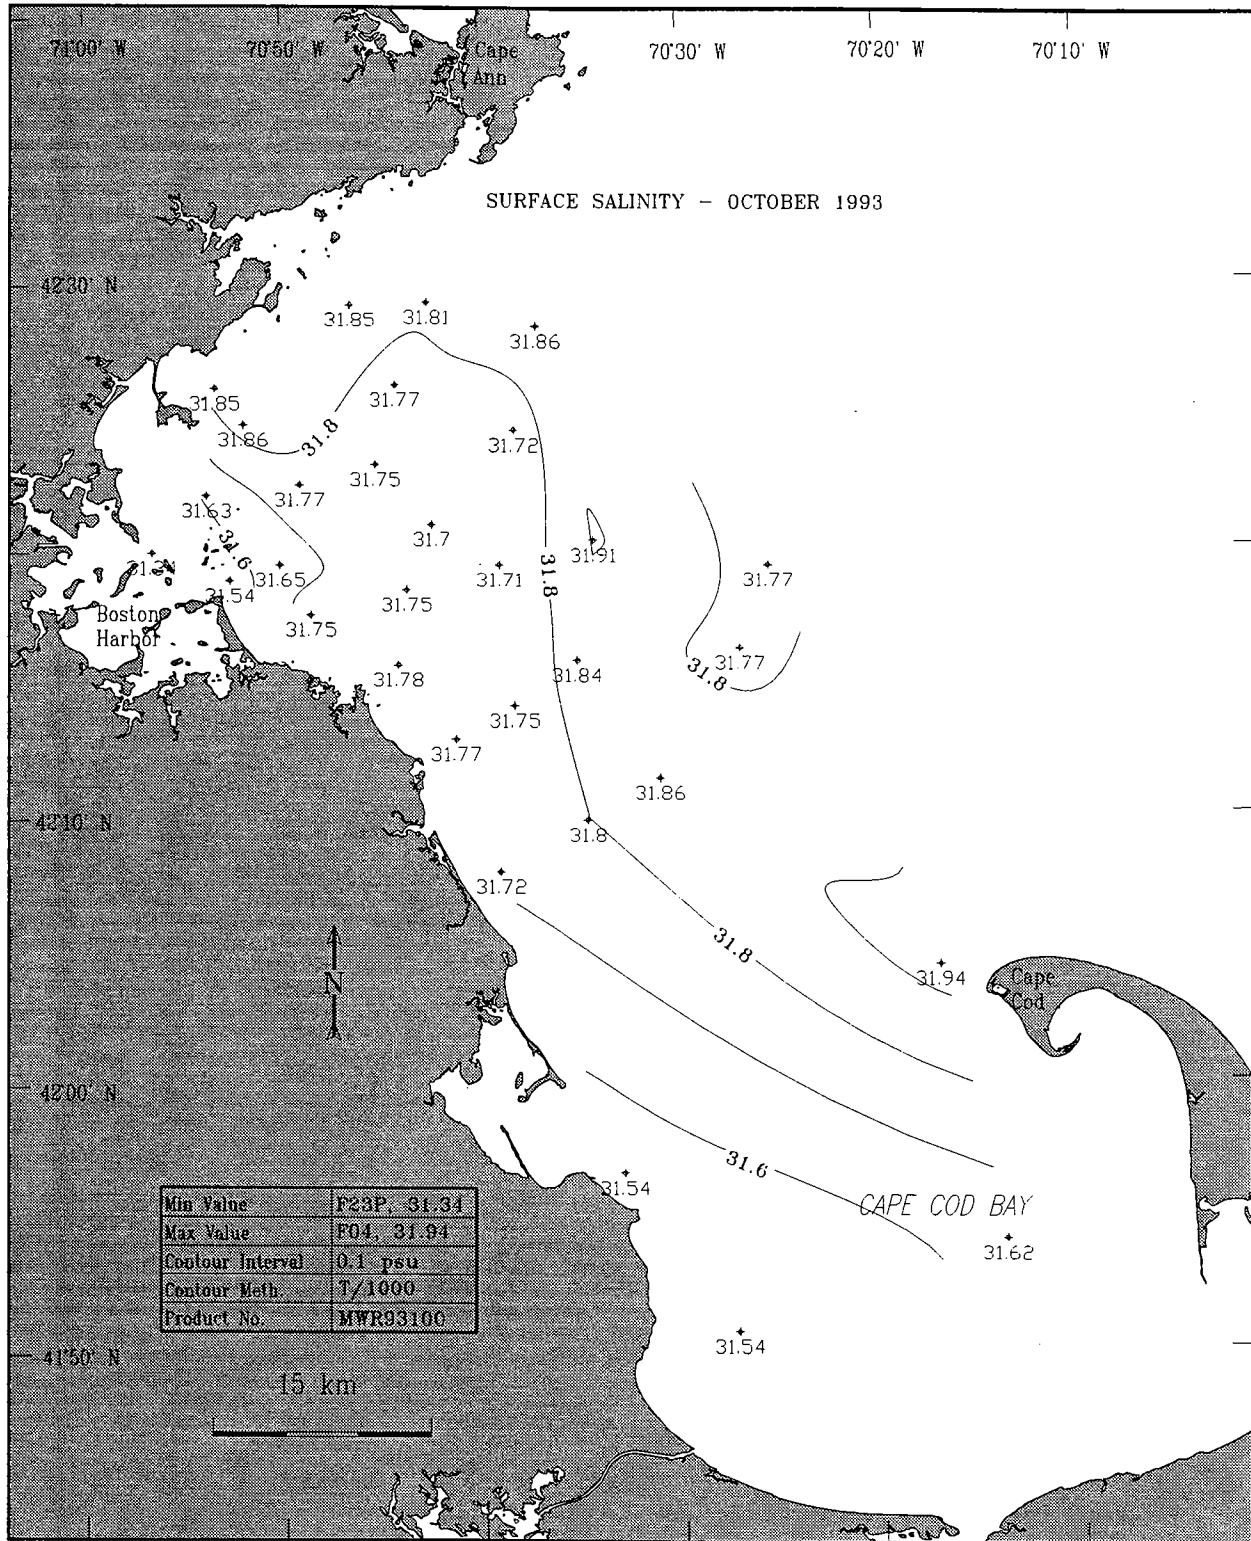 71°00' W 70°50' W 70°30' W 70°20' W 70°10' W
Cape
Ann
SURFACE SALINITY - OCTOBER 1993
42°30' N
31.85
31.81
31.86
31.85
31.77
31.8
31.86
31.72
31.75
31.77
31.63
31.7
31.6
31.91
31.8
31.65
31.71
31.77
31.54
31.75
Boston
Harbor
31.75
31.78
31.84
31.77
31.8
31.75
31.77
31.86
42°10' N
31.8
31.72
31.8
N
31.94
Cape
Cod
42°00' N
31.6
31.54
CAPE COD BAY
31.62
Min Value F23P, 31.34
Max Value F04, 31.94
Contour Interval 0.1 psu
Contour Meth. T/1000
Product No. MWR93100
31.54
41°50' N
15 km